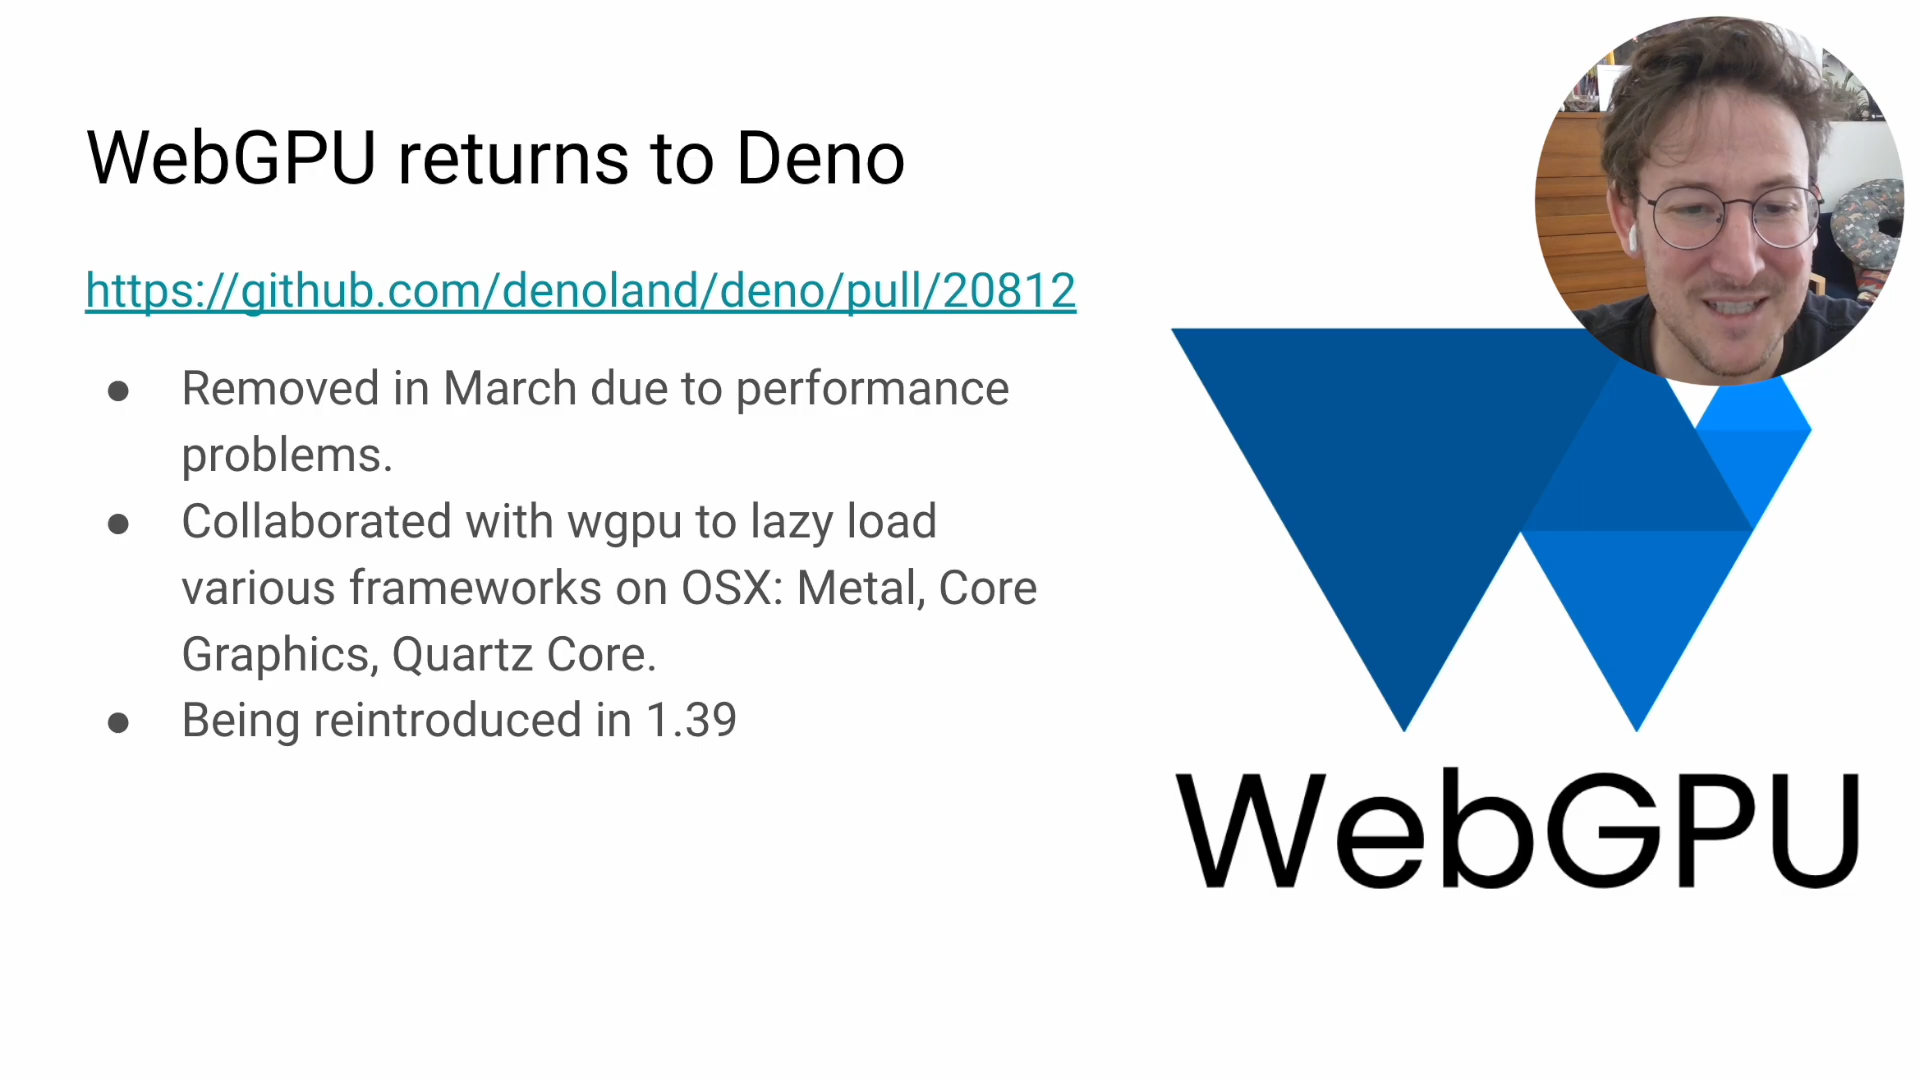 WebGPU returns to Deno
https://github.com/denoland/deno/pull/20812
● Removed in March due to performance
problems.
● Collaborated with wgpu to lazy load
various frameworks on OSX: Metal, Core
Graphics, Quartz Core.
● Being reintroduced in 1.39
WebGPU